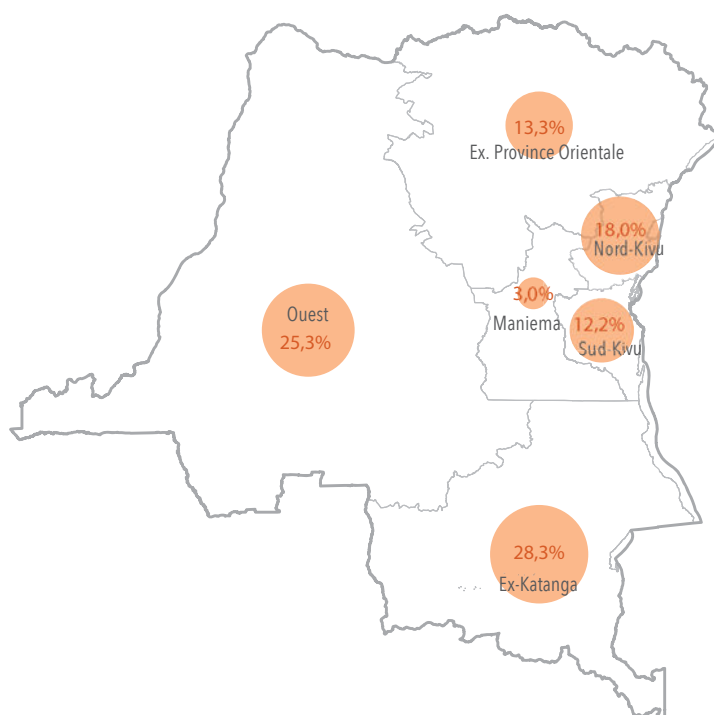 13,3%
Ex. Province Orientale
18,0%
Nord-Kivu
3,0%
Maniema
Ouest
25,3%
12,2%
Sud-Kivu
28,3%
Ex-Katanga